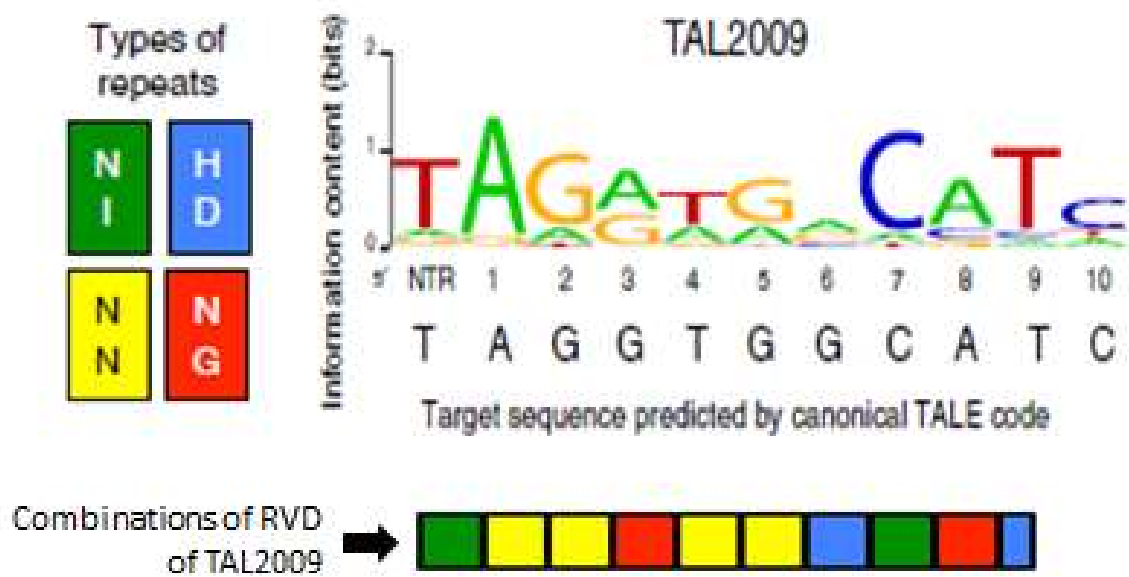 Types of
repeats
N
I
H
D
N
N
N
G
TAL2009
Information content (bits)
2
1
0
5' NTR 1 2 3 4 5 6 7 8 9 10
T A G G T G G C A T C
Target sequence predicted by canonical TALE code
Combinations of RVD
of TAL2009